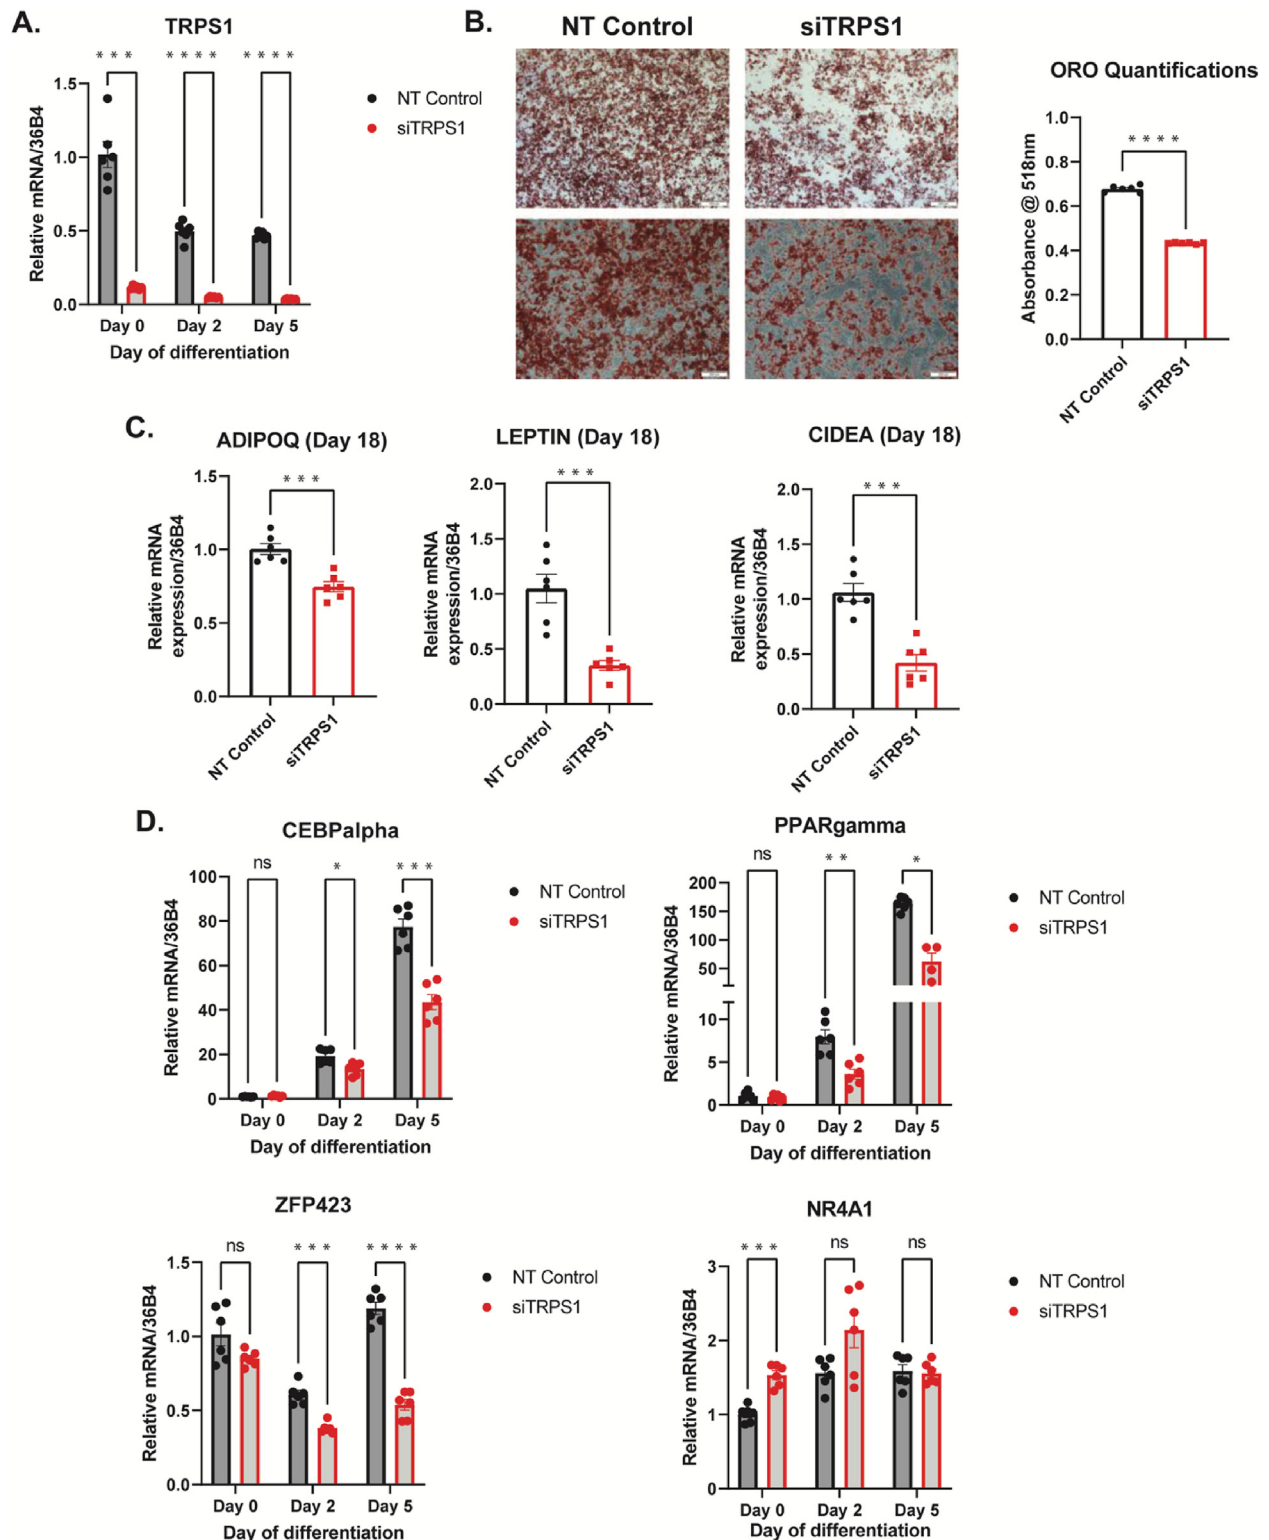 A.
TRPS1
* * * * * * * * * * *
1.5
1.0
0.5
0.0
Relative mRNA/36B4
Day 0 Day 2 Day 5
Day of differentiation
NT Control
siTRPS1
B.
NT Control siTRPS1
ORO Quantifications
* * * *
1.0
0.8
0.6
0.4
0.2
0.0
Absorbance @ 518nm
NT Control siTRPS1
C.
ADIPOQ (Day 18)
* * *
1.5
1.0
0.5
0.0
Relative mRNA
expression/36B4
NT Control siTRPS1
LEPTIN (Day 18)
* * *
2.0
1.5
1.0
0.5
0.0
Relative mRNA
expression/36B4
NT Control siTRPS1
CIDEA (Day 18)
* * *
2.0
1.5
1.0
0.5
0.0
Relative mRNA
expression/36B4
NT Control siTRPS1
D.
CEBPalpha
ns * * * *
100
80
60
40
20
0
Relative mRNA/36B4
Day 0 Day 2 Day 5
Day of differentiation
NT Control
siTRPS1
PPARgamma
ns * * *
200
150
100
50
10
5
0
Relative mRNA/36B4
Day 0 Day 2 Day 5
Day of differentiation
NT Control
siTRPS1
ZFP423
ns * * * * * * *
1.5
1.0
0.5
0.0
Relative mRNA/36B4
Day 0 Day 2 Day 5
Day of differentiation
NT Control
siTRPS1
NR4A1
* * * ns ns
3
2
1
0
Relative mRNA/36B4
Day 0 Day 2 Day 5
Day of differentiation
NT Control
siTRPS1